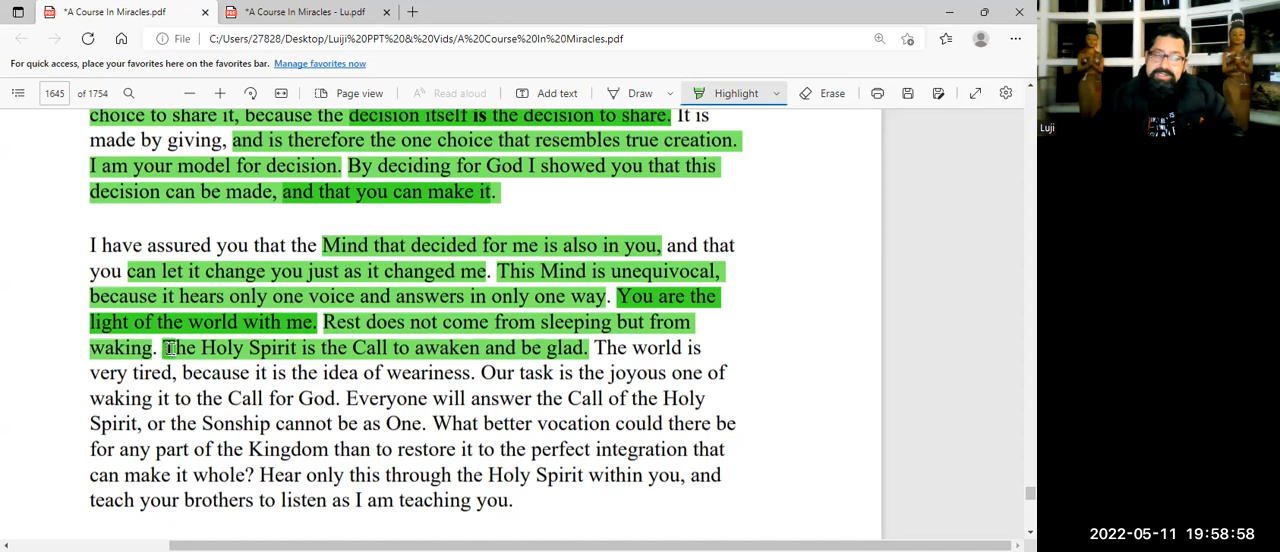 *A Course In Miracles.pdf
*A Course In Miracles - Lu.pdf
File
C:/Users/27828/Desktop/Luiji%20PPT%20&%20Vids/A%20Course%20In%20Miracles.pdf
For quick access, place your favorites here on the favorites bar. Manage favorites now
1645 of 1754
Page view
Read aloud
Add text
Draw
Highlight
Erase
choice to share it, because the decision itself is the decision to share. It is
made by giving, and is therefore the one choice that resembles true creation.
I am your model for decision. By deciding for God I showed you that this
decision can be made, and that you can make it.
I have assured you that the Mind that decided for me is also in you, and that
you can let it change you just as it changed me. This Mind is unequivocal,
because it hears only one voice and answers in only one way. You are the
light of the world with me. Rest does not come from sleeping but from
waking. The Holy Spirit is the Call to awaken and be glad. The world is
very tired, because it is the idea of weariness. Our task is the joyous one of
waking it to the Call for God. Everyone will answer the Call of the Holy
Spirit, or the Sonship cannot be as One. What better vocation could there be
for any part of the Kingdom than to restore it to the perfect integration that
can make it whole? Hear only this through the Holy Spirit within you, and
teach your brothers to listen as I am teaching you.
Luji
2022-05-11 19:58:58